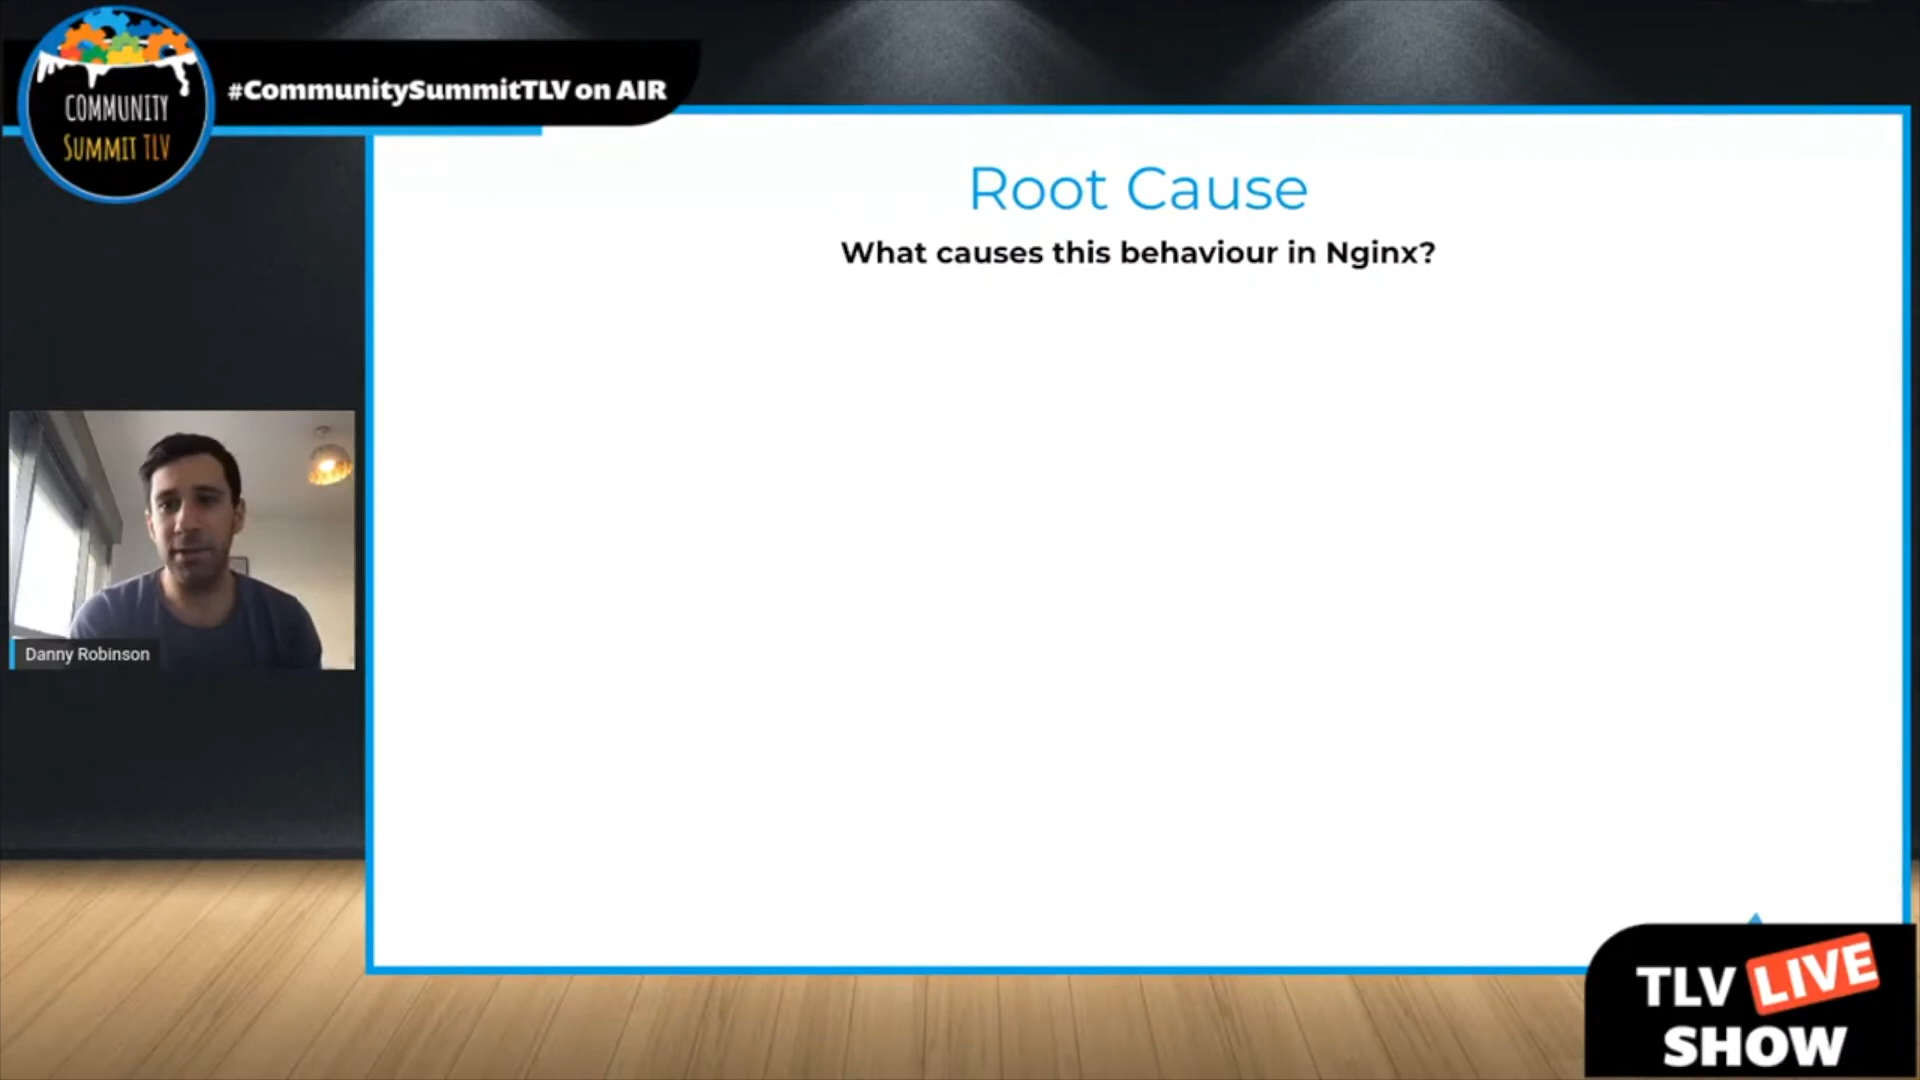 COMMUNITY
SUMMIT TLV
#CommunitySummitTLV on AIR
Root Cause
What causes this behaviour in Nginx?
Danny Robinson
TLV LIVE
SHOW